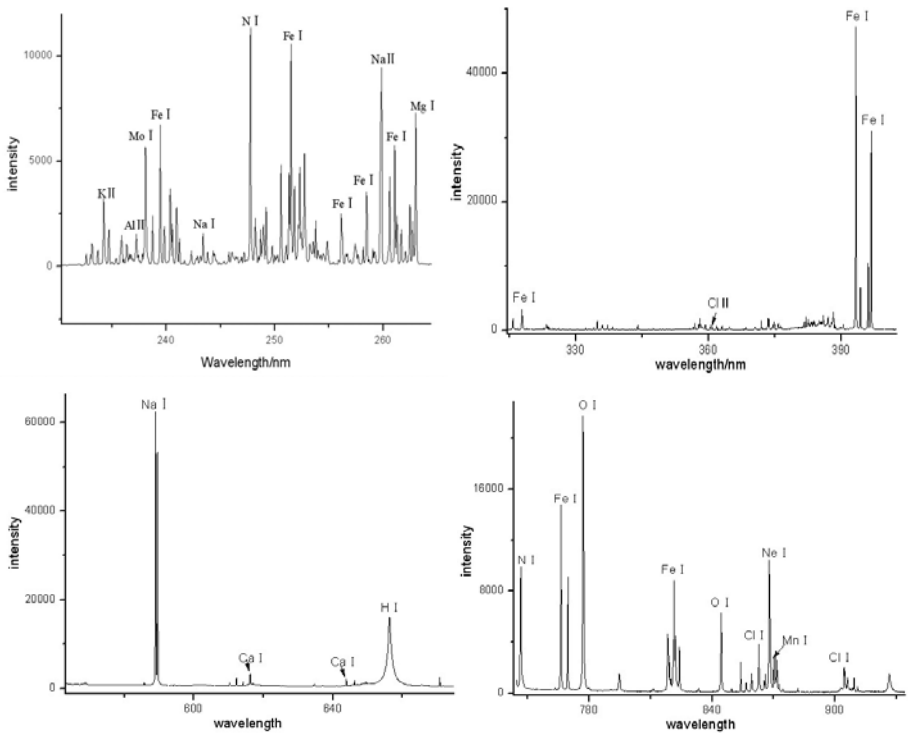 N Ⅰ
Fe Ⅰ
Na Ⅱ
Mg Ⅰ
Fe Ⅰ
Mo Ⅰ
Fe Ⅰ
K Ⅱ
Al Ⅱ
Na Ⅰ
Fe Ⅰ
Fe Ⅰ
10000
5000
0
intensity
240
250
260
Wavelength/nm
Fe Ⅰ
Fe Ⅰ
Fe Ⅰ
Cl Ⅱ
40000
20000
0
intensity
330
360
390
wavelength/nm
Na Ⅰ
Ca Ⅰ
Ca Ⅰ
H Ⅰ
60000
40000
20000
0
intensity
600
640
wavelength
O Ⅰ
Fe Ⅰ
N Ⅰ
Fe Ⅰ
O Ⅰ
Cl Ⅰ
Ne Ⅰ
Mn Ⅰ
Cl Ⅰ
16000
8000
0
intensity
780
840
900
wavelength